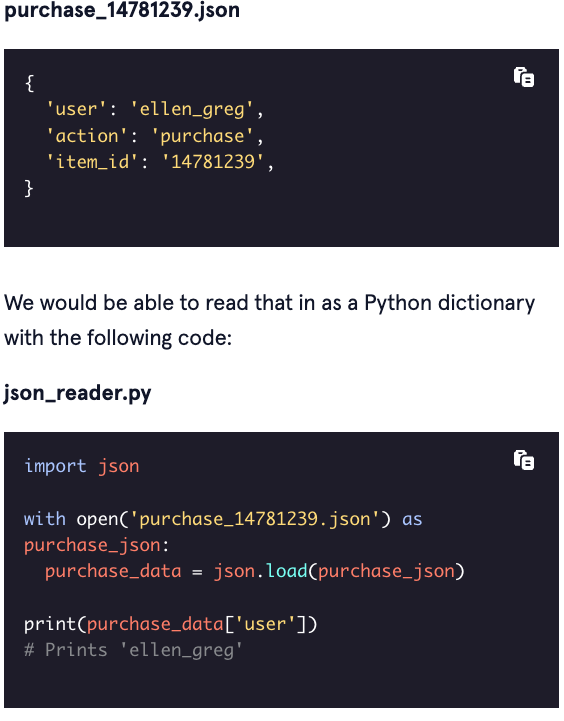 purchase_14781239.json
{
  'user': 'ellen_greg',
  'action': 'purchase',
  'item_id': '14781239',
}
We would be able to read that in as a Python dictionary
with the following code:
json_reader.py
import json
with open('purchase_14781239.json') as
purchase_json:
  purchase_data = json.load(purchase_json)
print(purchase_data['user'])
# Prints 'ellen_greg'